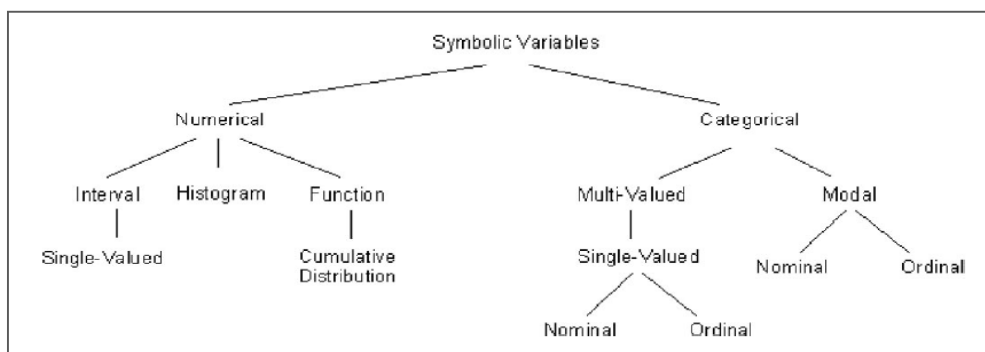 Symbolic Variables
Numerical
Categorical
Interval
Histogram
Function
Multi-Valued
Modal
Single-Valued
Cumulative
Distribution
Single-Valued
Nominal
Ordinal
Nominal
Ordinal